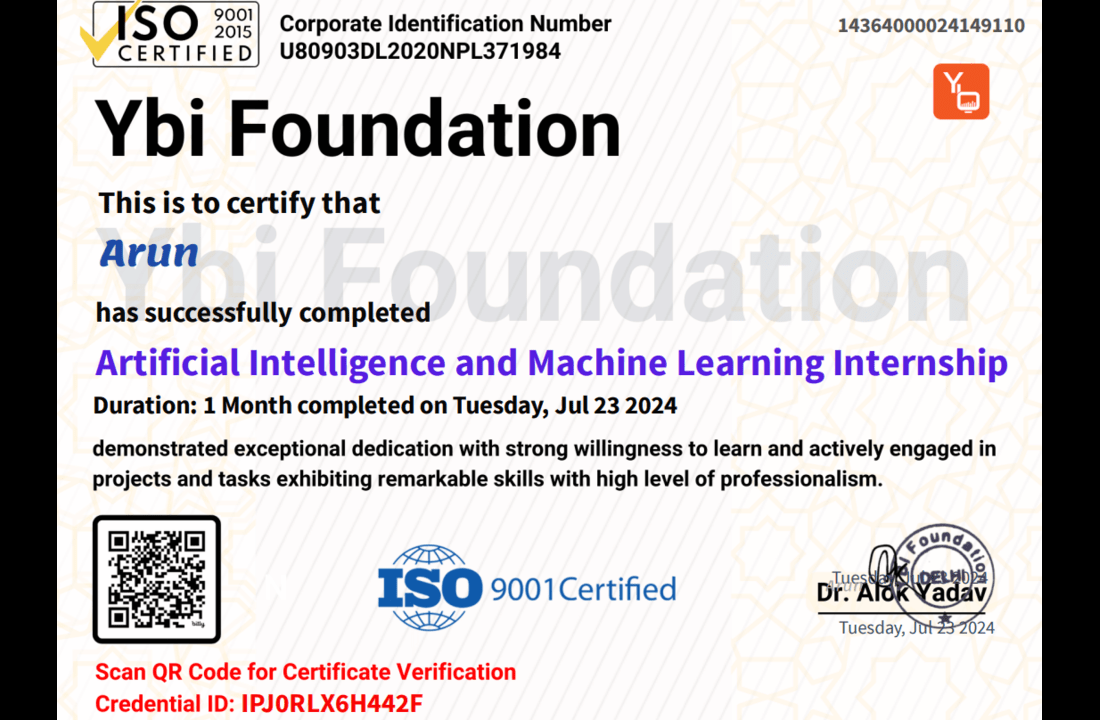 ISO 9001
2015
CERTIFIED
Corporate Identification Number
U80903DL2020NPL371984
14364000024149110
Ybi Foundation
This is to certify that
Ybi Foundation
Arun
has successfully completed
Artificial Intelligence and Machine Learning Internship
Duration: 1 Month completed on Tuesday, Jul 23 2024
demonstrated exceptional dedication with strong willingness to learn and actively engaged in
projects and tasks exhibiting remarkable skills with high level of professionalism.
ISO 9001Certified
Ybi Foundation
DELHI
Dr. Alok Yadav
Tuesday, Jul 23 2024
Scan QR Code for Certificate Verification
Credential ID: IPJ0RLX6H442F